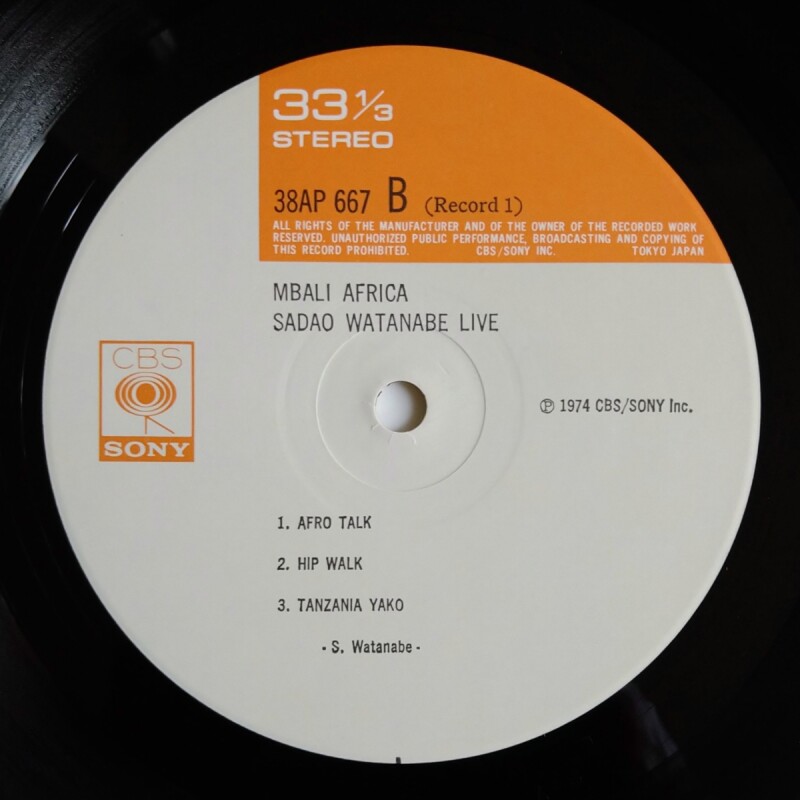 33 1/3
STEREO
38AP 667 B (Record 1)
ALL RIGHTS OF THE MANUFACTURER AND OF THE OWNER OF THE RECORDED WORK
RESERVED. UNAUTHORIZED PUBLIC PERFORMANCE, BROADCASTING AND COPYING OF
THIS RECORD PROHIBITED. CBS/SONY INC. TOKYO JAPAN
MBALI AFRICA
SADAO WATANABE LIVE
CBS
SONY
℗ 1974 CBS/SONY Inc.
1. AFRO TALK
2. HIP WALK
3. TANZANIA YAKO
- S. Watanabe -